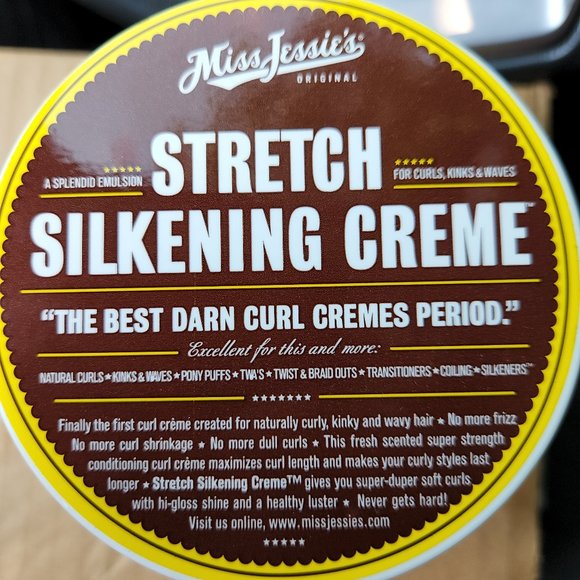 Miss Jessie's
ORIGINAL
STRETCH
A SPLENDID EMULSION
FOR CURLS, KINKS & WAVES
SILKENING CREME™
“THE BEST DARN CURL CREMES PERIOD.”
Excellent for this and more:
NATURAL CURLS ★ KINKS & WAVES ★ PONY PUFFS ★ TWA'S ★ TWIST & BRAID OUTS ★ TRANSITIONERS ★ COILING ★ SILKENERS™
Finally the first curl crème created for naturally curly, kinky and wavy hair ★ No more frizz
No more curl shrinkage ★ No more dull curls ★ This fresh scented super strength
conditioning curl crème maximizes curl length and makes your curly styles last
longer ★ Stretch Silkening Creme™ gives you super-duper soft curls
with hi-gloss shine and a healthy luster ★ Never gets hard!
Visit us online, www.missjessies.com